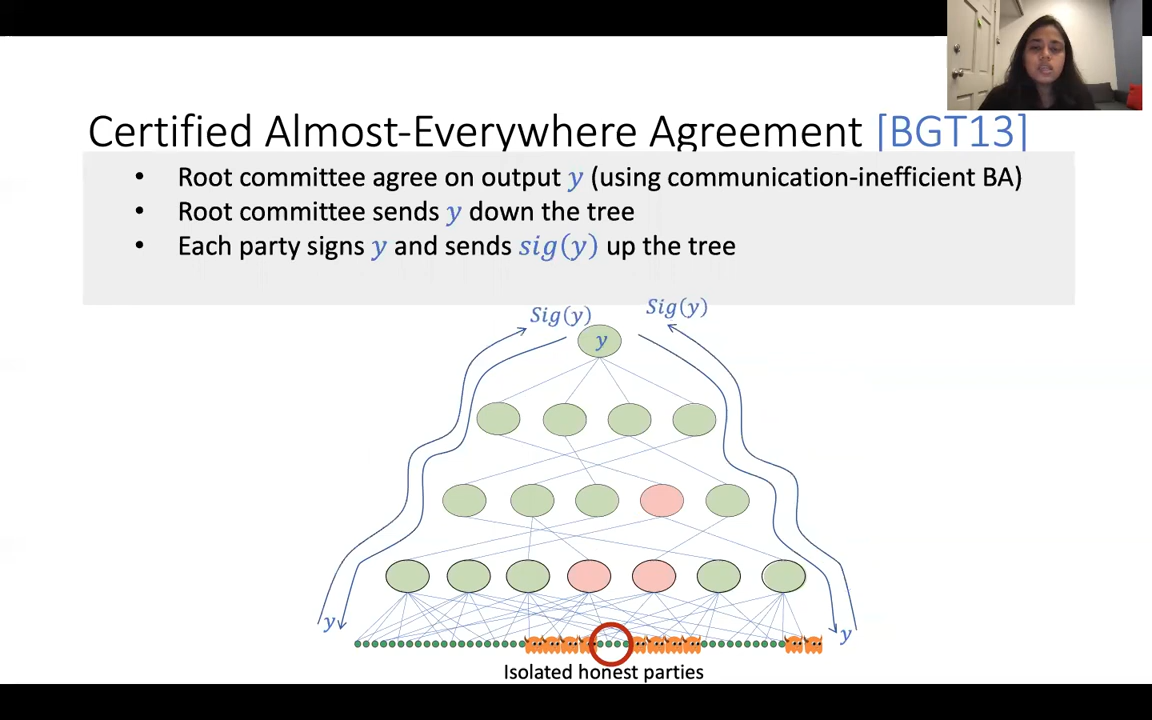 Certified Almost-Everywhere Agreement [BGT13]
• Root committee agree on output y (using communication-inefficient BA)
• Root committee sends y down the tree
• Each party signs y and sends sig(y) up the tree
Sig(y)
Sig(y)
y
y
y
Isolated honest parties